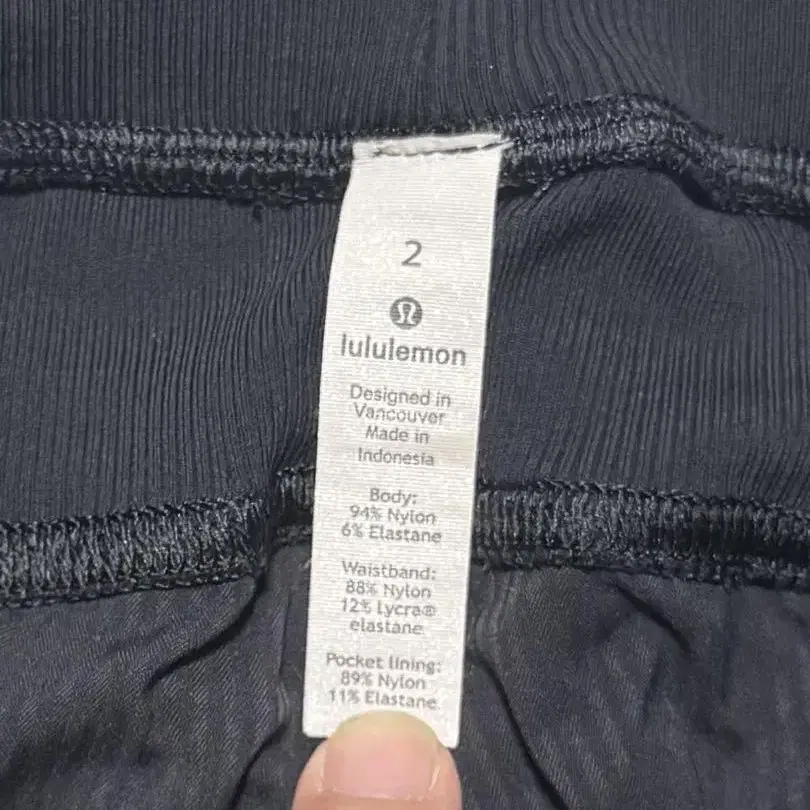 2
lululemon
Designed in
Vancouver
Made in
Indonesia
Body:
94% Nylon
6% Elastane
Waistband:
88% Nylon
12% Lycra®
elastane
Pocket lining:
89% Nylon
11% Elastane